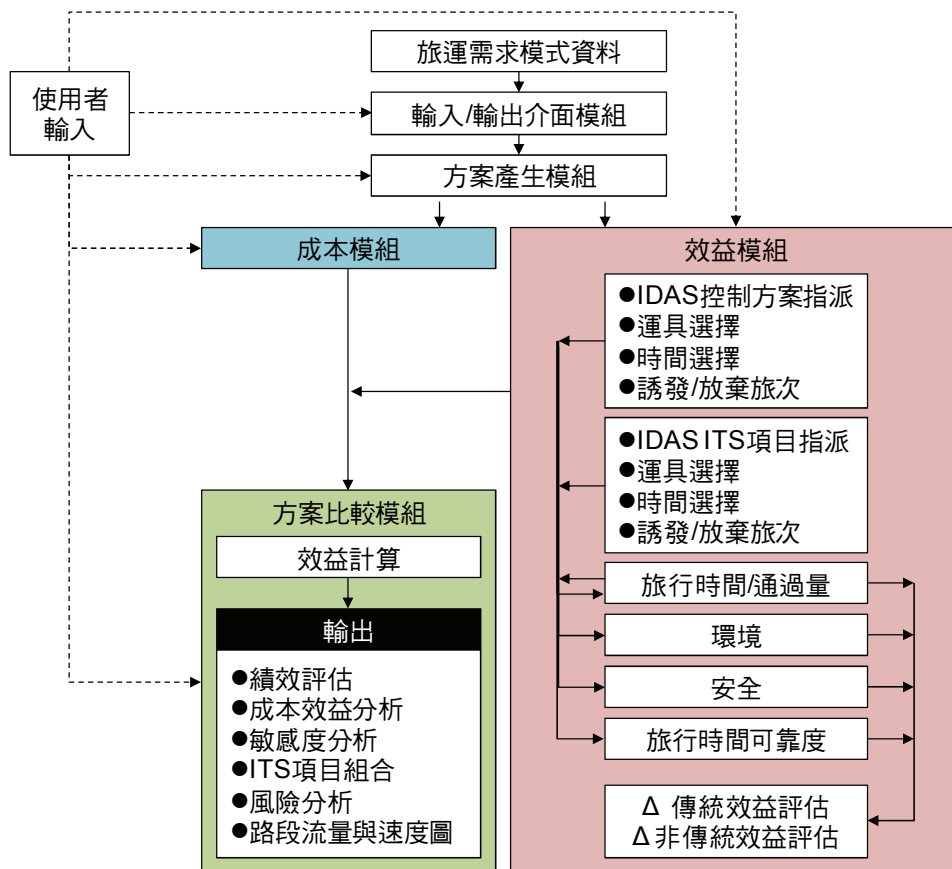 旅運需求模式資料
使用者
輸入
輸入/輸出介面模組
方案產生模組
成本模組
效益模組
●IDAS控制方案指派
●運具選擇
●時間選擇
●誘發/放棄旅次
●IDAS ITS項目指派
●運具選擇
●時間選擇
●誘發/放棄旅次
方案比較模組
效益計算
輸出
●績效評估
●成本效益分析
●敏感度分析
●ITS項目組合
●風險分析
●路段流量與速度圖
旅行時間/通過量
環境
安全
旅行時間可靠度
Δ 傳統效益評估
Δ 非傳統效益評估